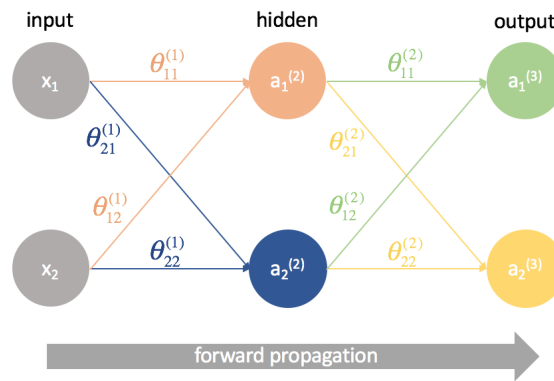 input hidden output
x₁ θ₁₁⁽¹⁾ a₁⁽²⁾ θ₁₁⁽²⁾ a₁⁽³⁾
θ₂₁⁽¹⁾ θ₂₁⁽²⁾
θ₁₂⁽¹⁾ θ₁₂⁽²⁾
x₂ θ₂₂⁽¹⁾ a₂⁽²⁾ θ₂₂⁽²⁾ a₂⁽³⁾
forward propagation